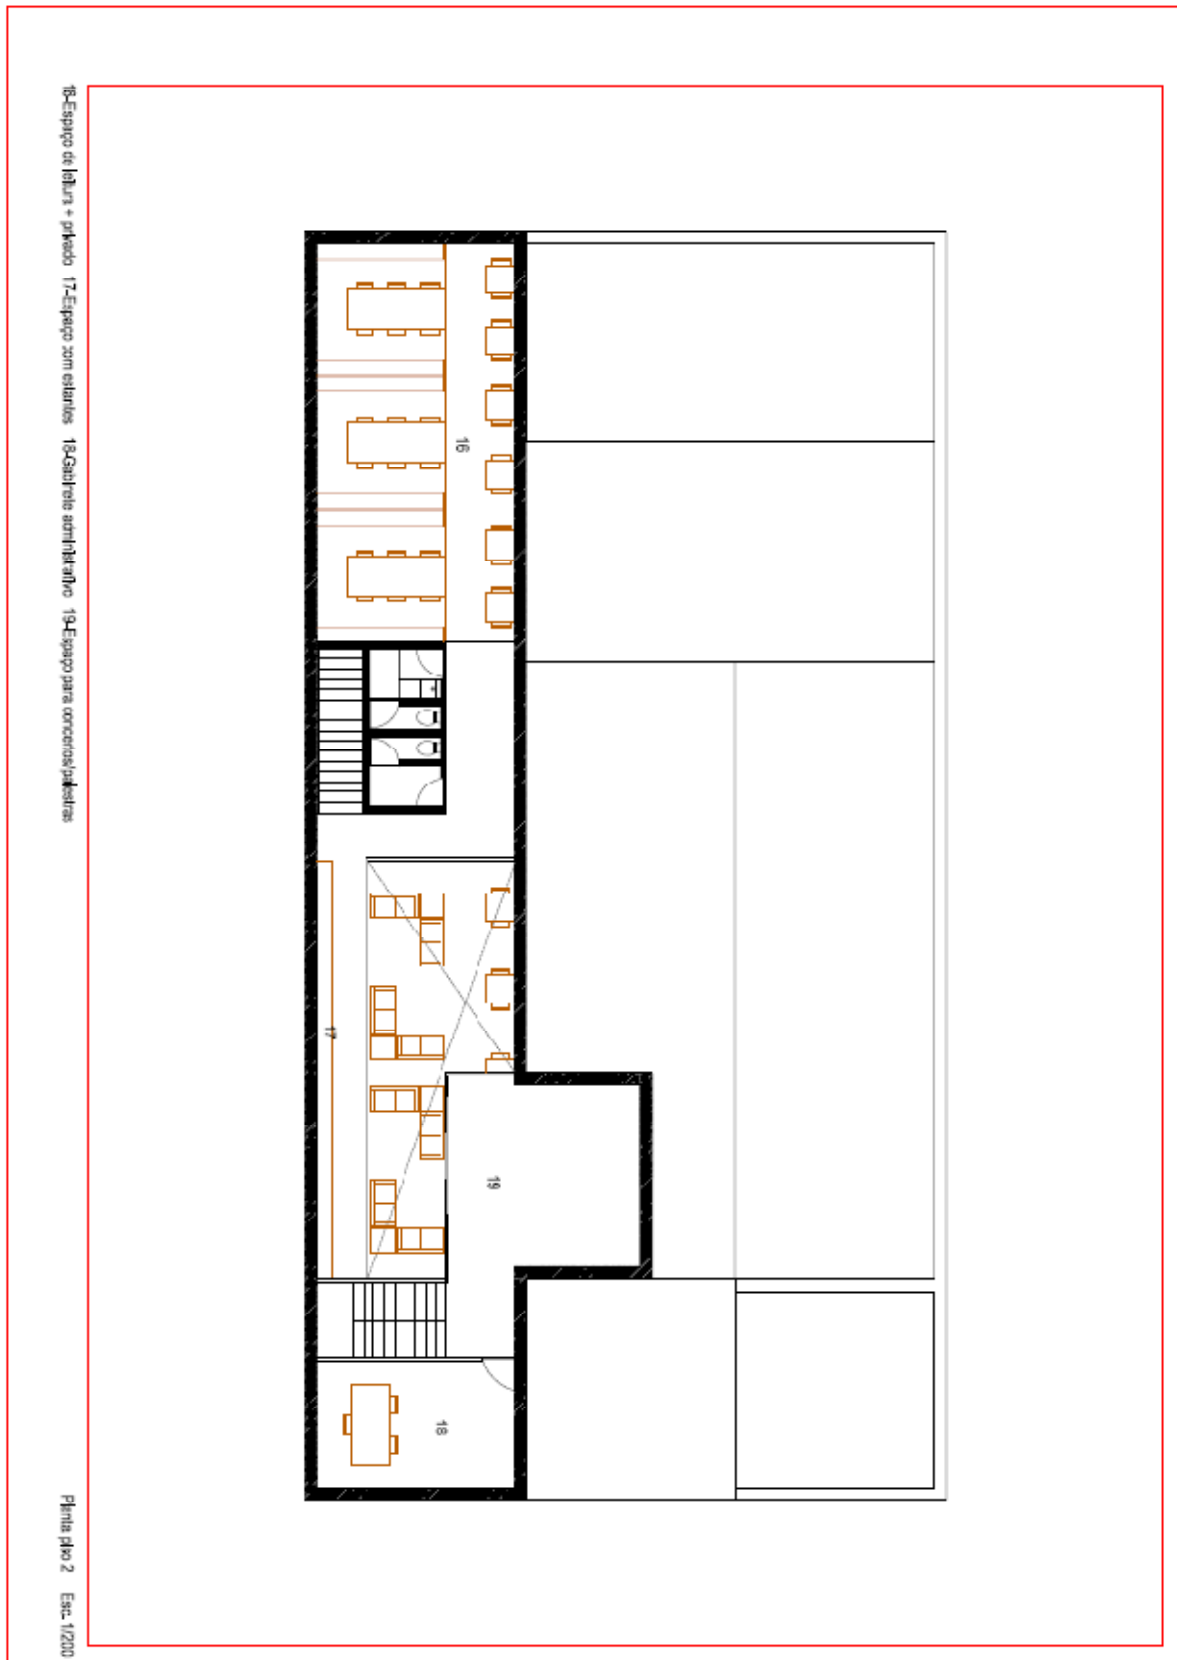 16-Espaço de leitura + privado 17-Espaço com estantes 18-Gabinete administrativo 19-Espaço para concertos/palestras
Planta piso 2 Esc. 1/200
16
17
19
18